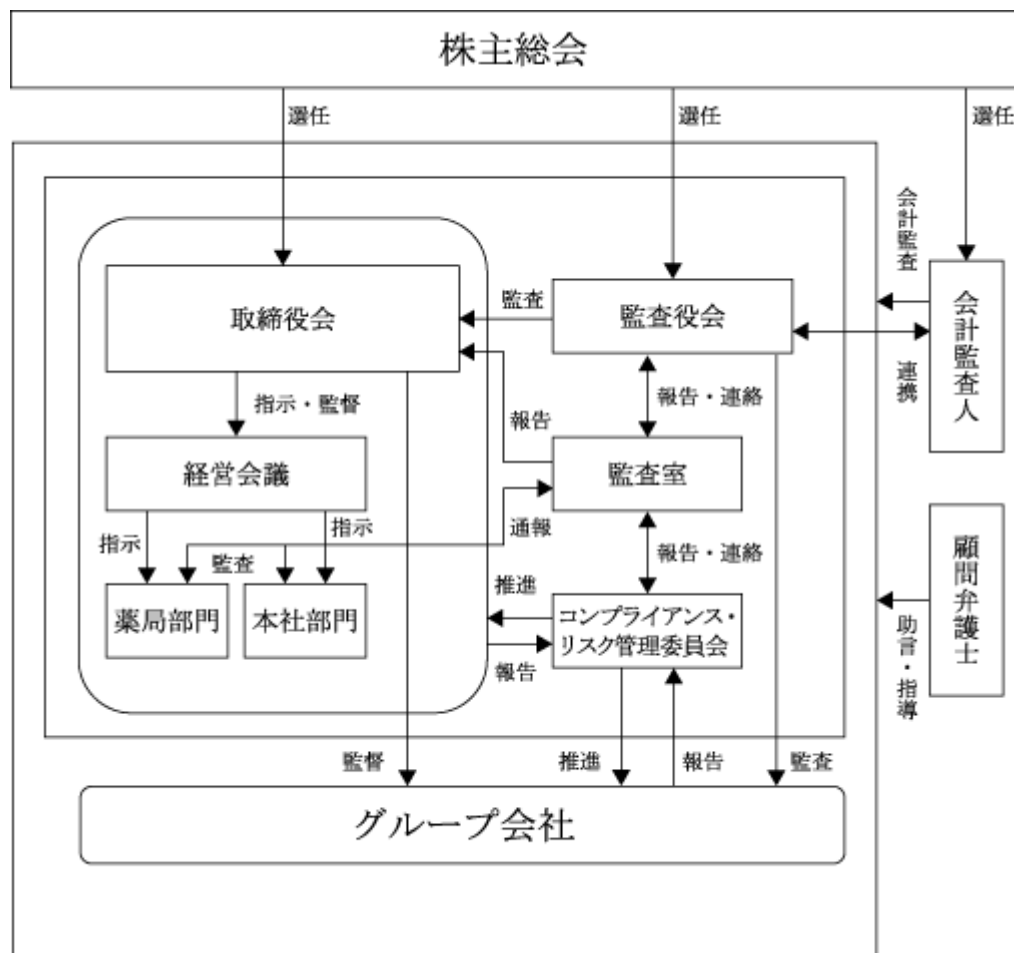 株主総会
選任
選任
選任
会計監査
取締役会
監査
監査役会
会計監査人
連携
指示・監督
報告
報告・連絡
経営会議
監査室
指示
指示
通報
監査
報告・連絡
推進
薬局部門
本社部門
コンプライアンス・
リスク管理委員会
報告
顧問弁護士
助言・指導
監督
推進
報告
監査
グループ会社